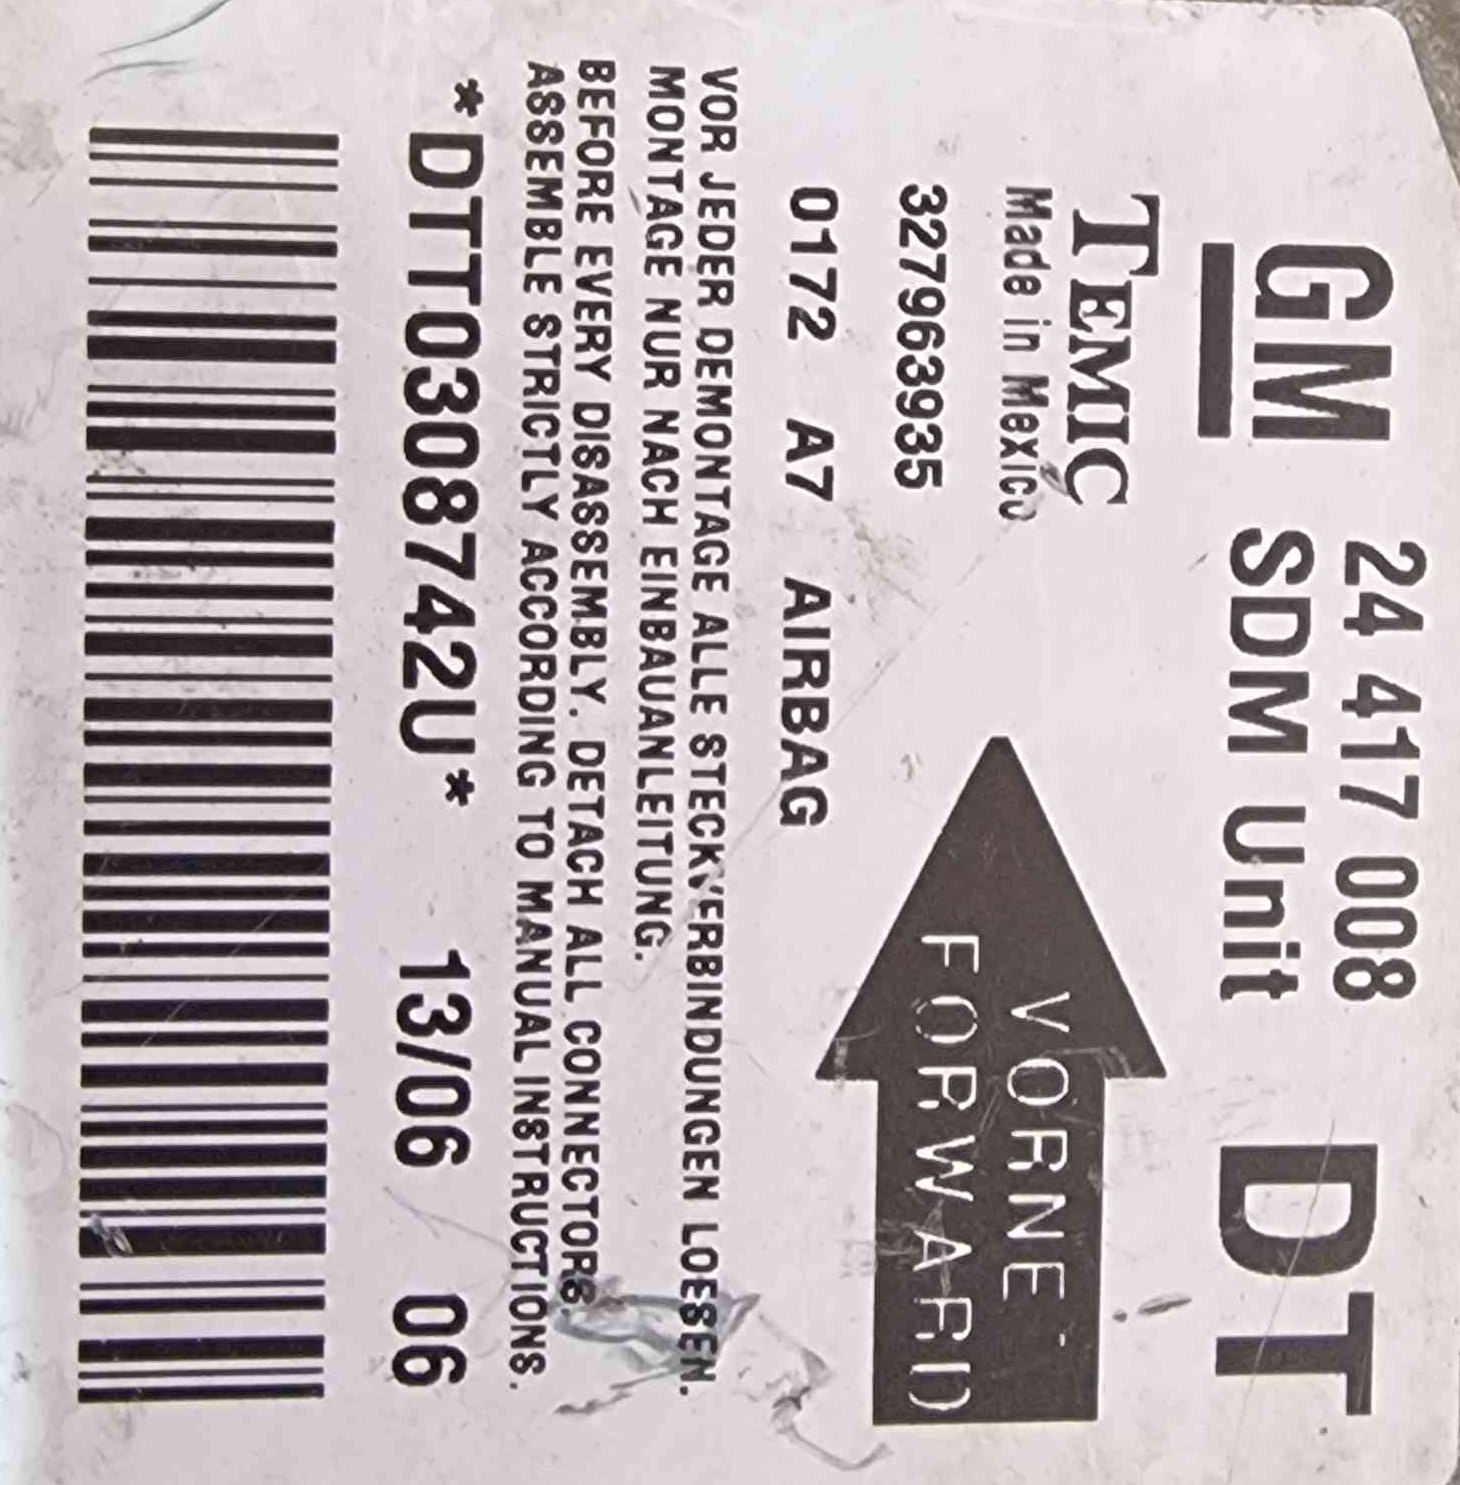 GM 24 417 008 DT
SDM Unit
TEMIC
Made in Mexico
327963935
0172 A7 AIRBAG
VORNE
FORWARD
VOR JEDER DEMONTAGE ALLE STECKVERBINDUNGEN LOESEN.
MONTAGE NUR NACH EINBAUANLEITUNG.
BEFORE EVERY DISASSEMBLY. DETACH ALL CONNECTORS.
ASSEMBLE STRICTLY ACCORDING TO MANUAL INSTRUCTIONS.
*DTT0308742U* 13/06 06